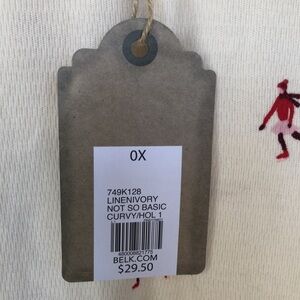 0X
749K128
LINENIVORY
NOT SO BASIC
CURVY/HOL 1
BELK.COM
$29.50